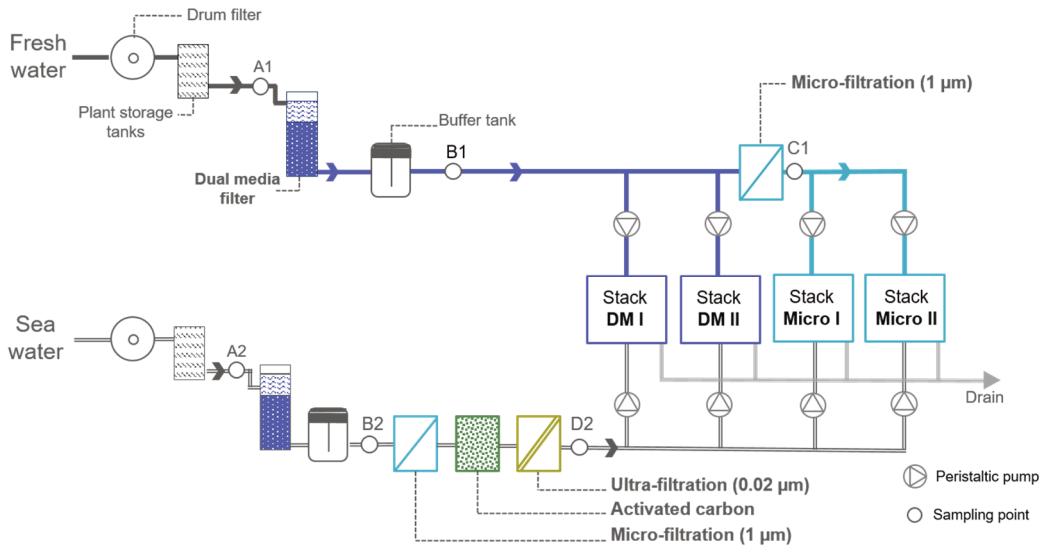 Drum filter
Fresh
water
A1
Plant storage
tanks
Micro-filtration (1 µm)
Buffer tank
B1
C1
Dual media
filter
Stack
DM I
Stack
DM II
Stack
Micro I
Stack
Micro II
Sea
water
A2
Drain
B2
D2
Ultra-filtration (0.02 µm)
Activated carbon
Micro-filtration (1 µm)
Peristaltic pump
Sampling point